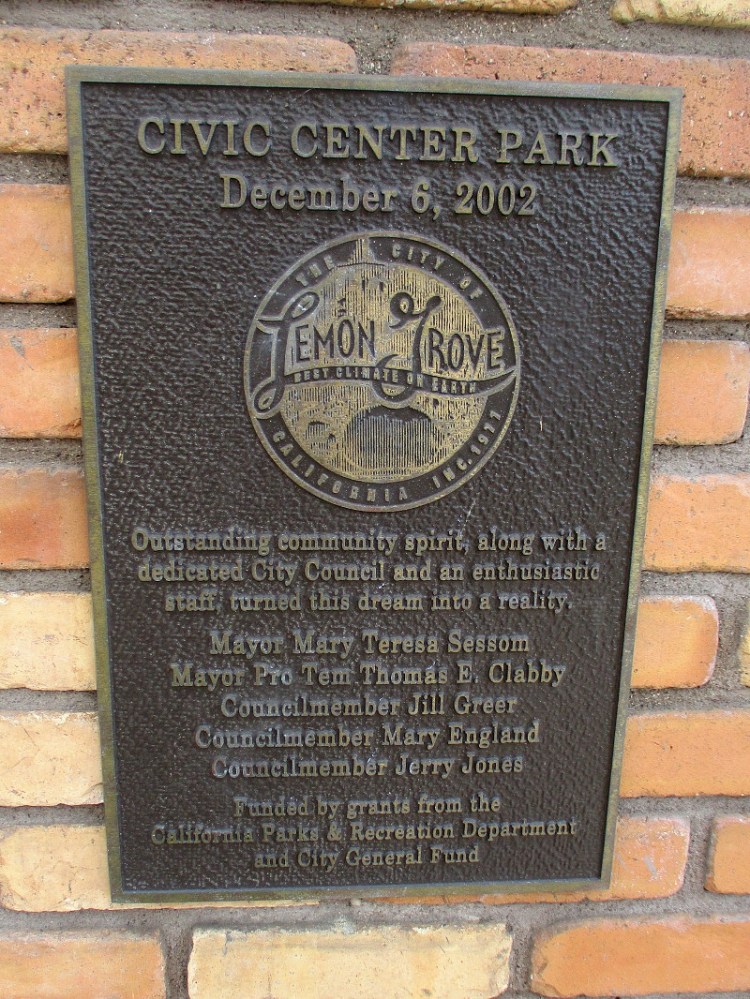 CIVIC CENTER PARK
December 6, 2002
THE CITY OF
LEMON GROVE
BEST CLIMATE ON EARTH
CALIFORNIA INC. 1977
Outstanding community spirit, along with a
dedicated City Council and an enthusiastic
staff, turned this dream into a reality.
Mayor Mary Teresa Sessom
Mayor Pro Tem Thomas E. Clabby
Councilmember Jill Greer
Councilmember Mary England
Councilmember Jerry Jones
Funded by grants from the
California Parks & Recreation Department
and City General Fund